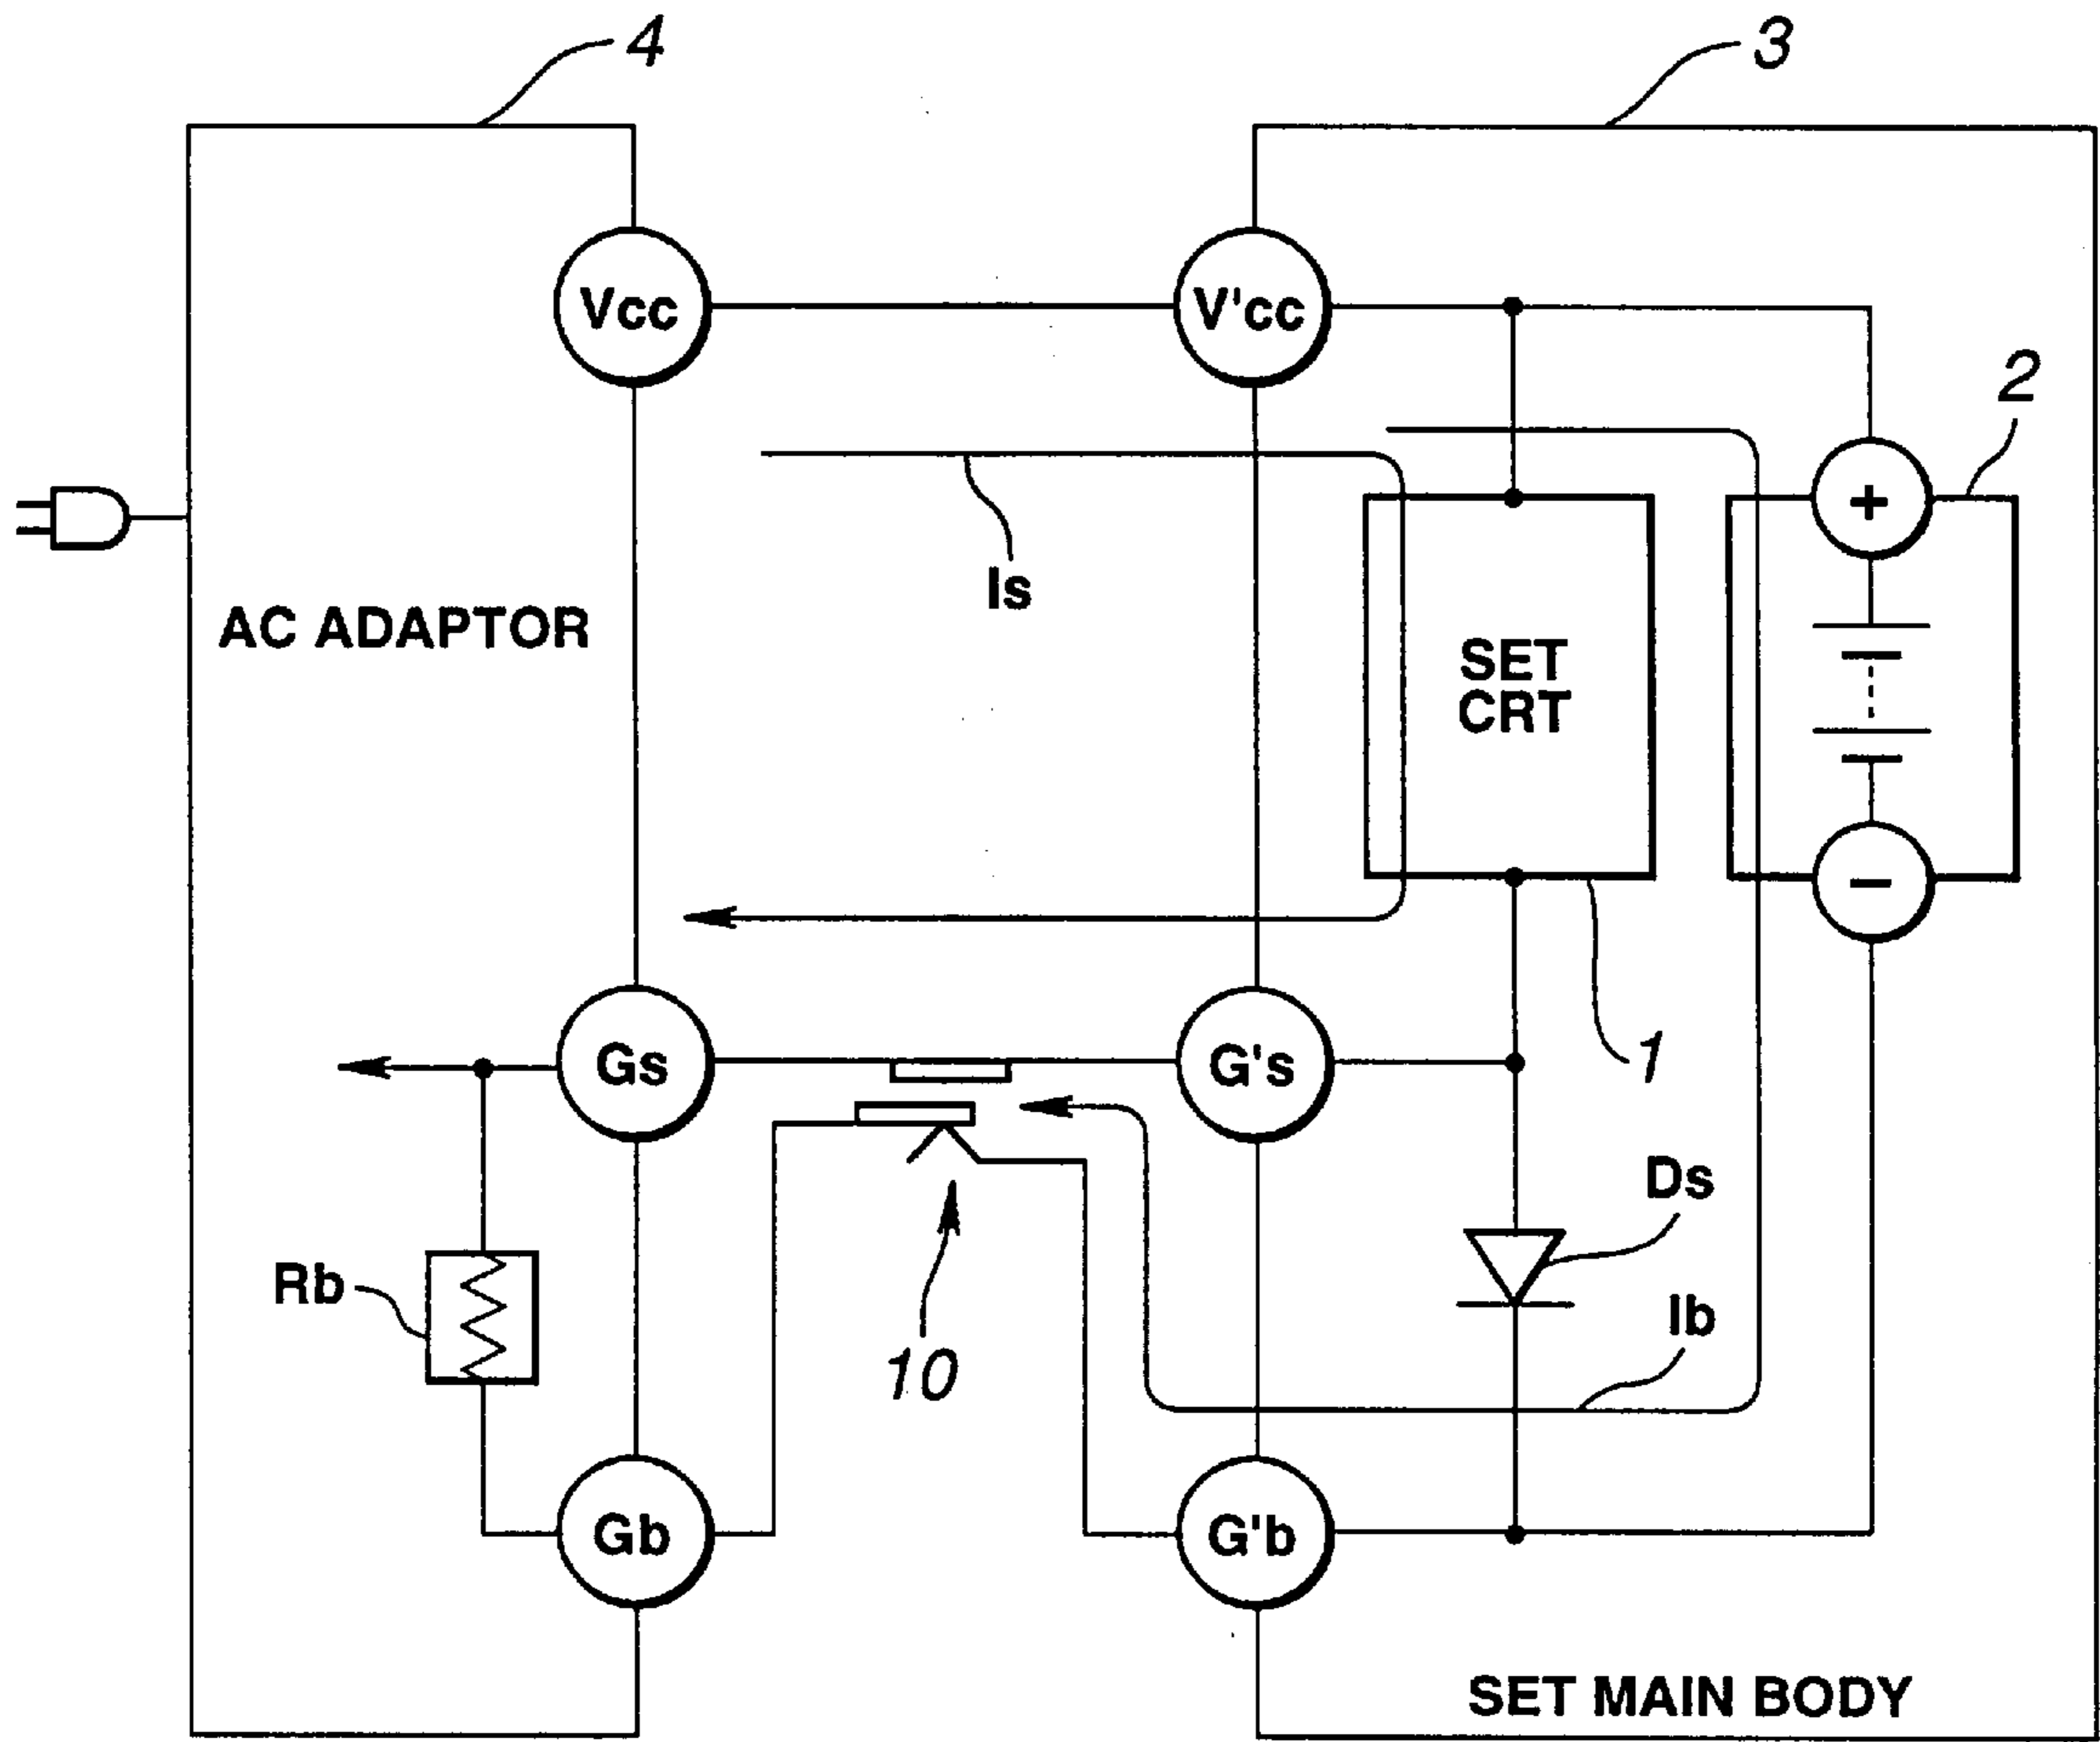 4
3
Vcc
V'cc
2
+
Is
AC ADAPTOR
SET
CRT
−
Gs
G's
1
Ds
Rb
Ib
10
Gb
G'b
SET MAIN BODY